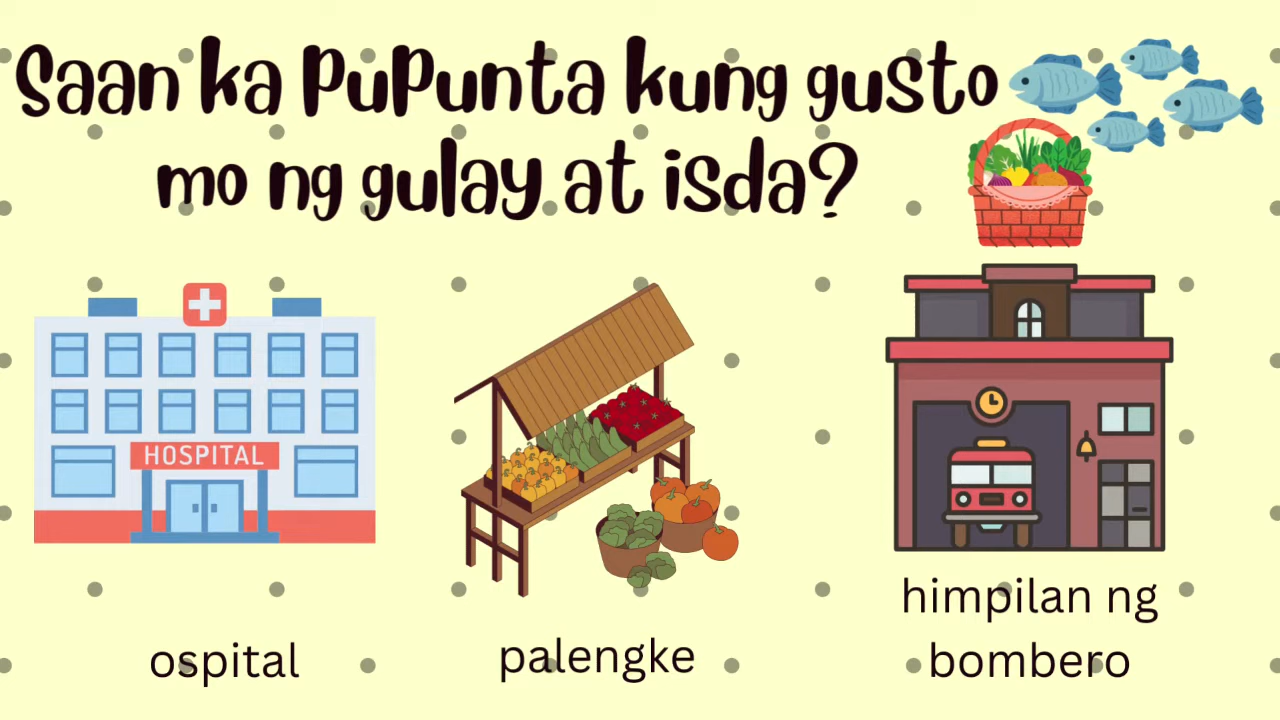 Saan ka pupunta kung gusto
mo ng gulay at isda?
HOSPITAL
ospital
palengke
himpilan ng
bombero